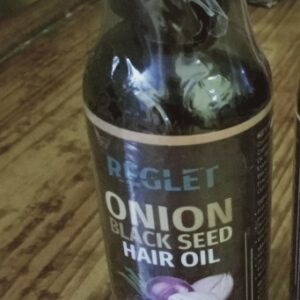 REGLET
ONION
BLACK SEED
HAIR OIL